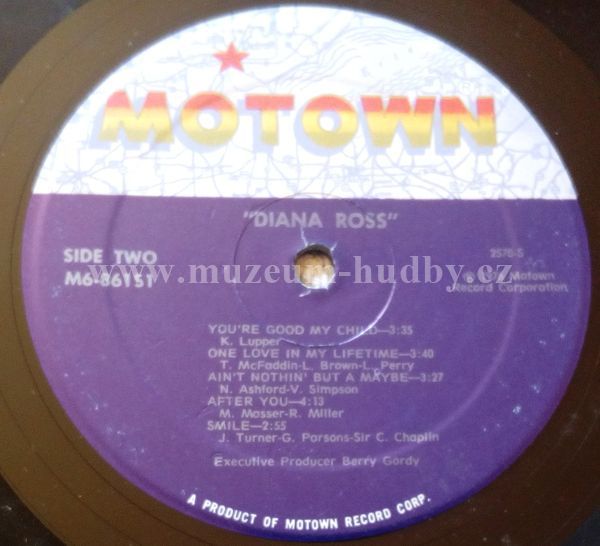 MOTOWN
"DIANA ROSS"
SIDE TWO
M6-86151
2570-S
℗ 1976 Motown
Record Corporation
www.muzeum-hudby.cz
YOU'RE GOOD MY CHILD—3:35
K. Lupper
ONE LOVE IN MY LIFETIME—3:40
T. McFaddin-L. Brown-L. Perry
AIN'T NOTHIN' BUT A MAYBE—3:27
N. Ashford-V. Simpson
AFTER YOU—4:13
M. Masser-R. Miller
SMILE—2:55
J. Turner-G. Parsons-Sir C. Chaplin
Executive Producer Berry Gordy
A PRODUCT OF MOTOWN RECORD CORP.